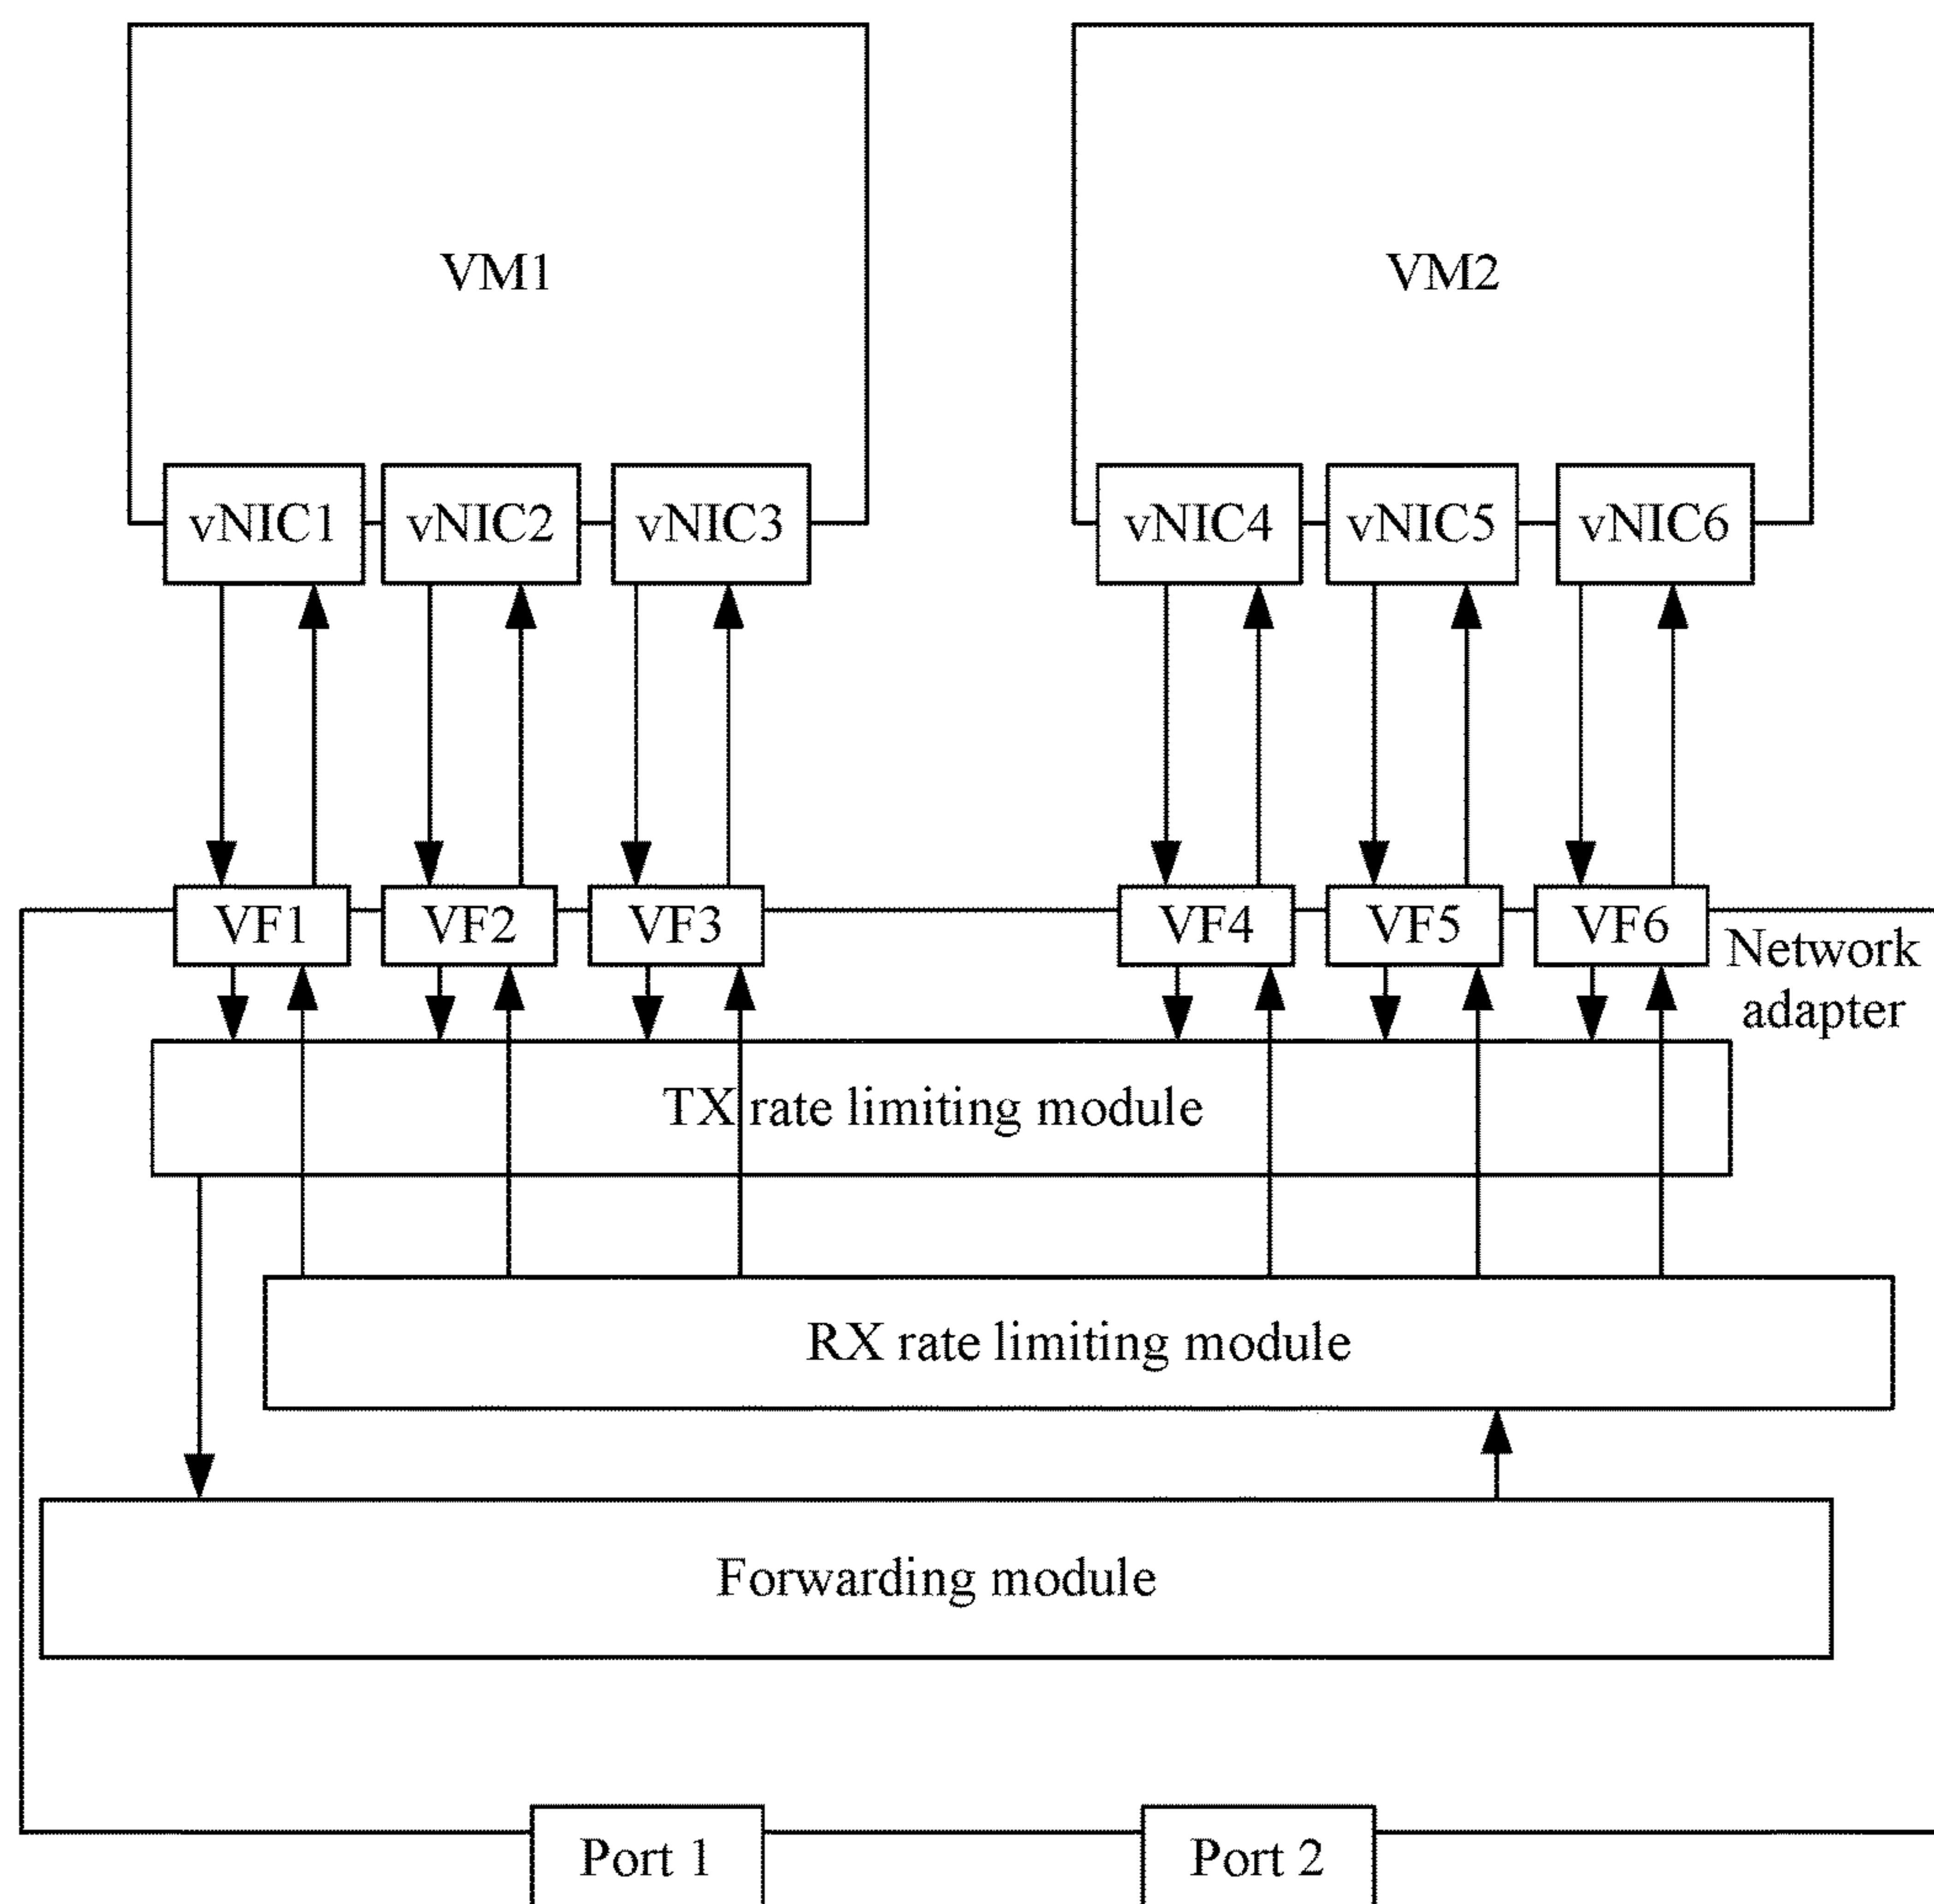 VM1
VM2
vNIC1
vNIC2
vNIC3
vNIC4
vNIC5
vNIC6
VF1
VF2
VF3
VF4
VF5
VF6
Network
adapter
TX rate limiting module
RX rate limiting module
Forwarding module
Port 1
Port 2